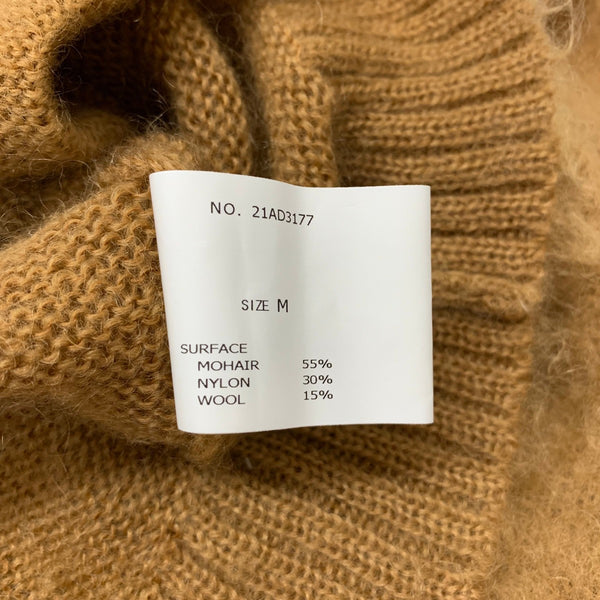 NO. 21AD3177
SIZE M
SURFACE
MOHAIR 55%
NYLON 30%
WOOL 15%